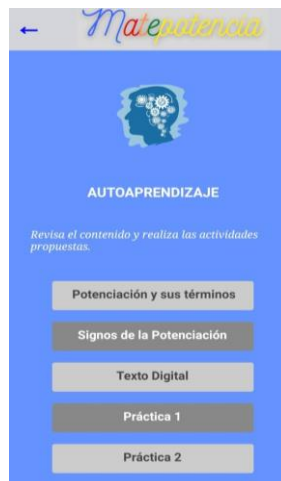 Matepotencia
AUTOAPRENDIZAJE
Revisa el contenido y realiza las actividades
propuestas.
Potenciación y sus términos
Signos de la Potenciación
Texto Digital
Práctica 1
Práctica 2